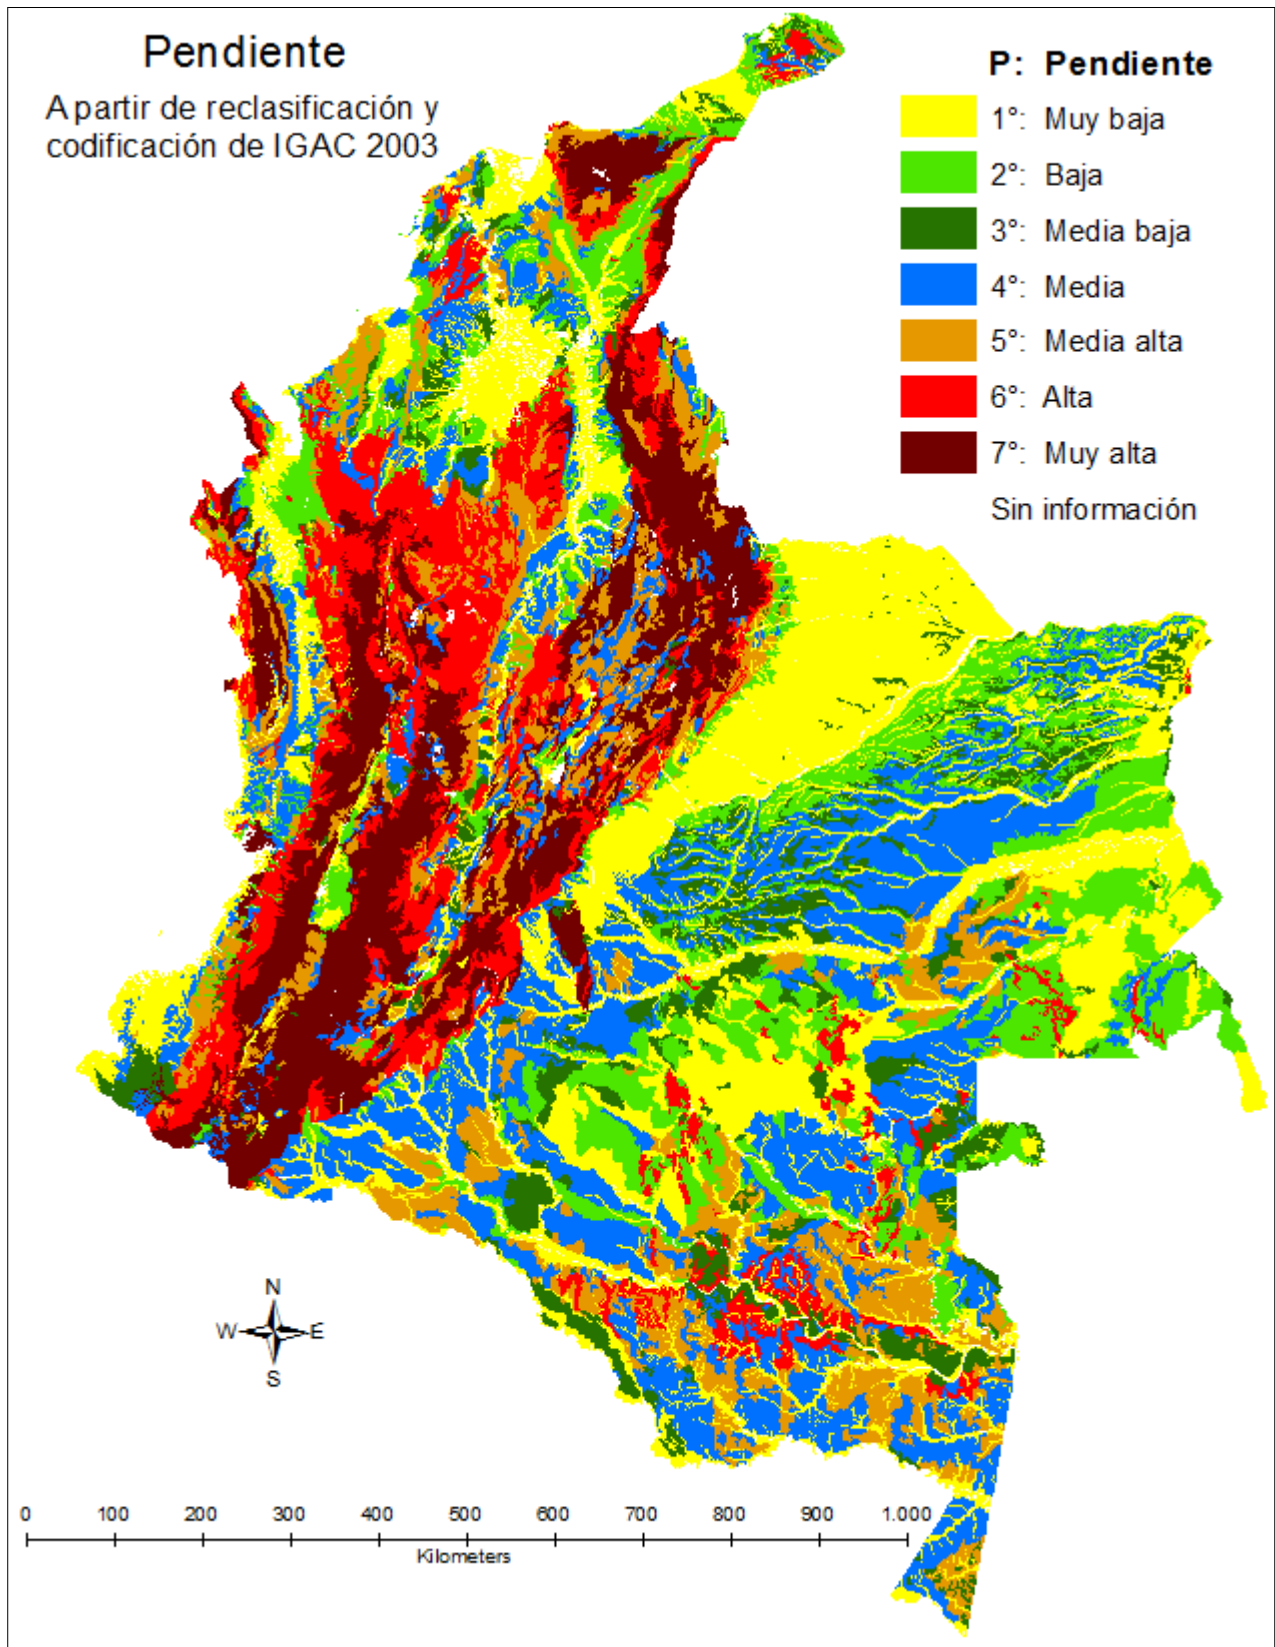 Pendiente
A partir de reclasificación y
codificación de IGAC 2003
P: Pendiente
1°: Muy baja
2°: Baja
3°: Media baja
4°: Media
5°: Media alta
6°: Alta
7°: Muy alta
Sin información
N
W E
S
0 100 200 300 400 500 600 700 800 900 1.000
Kilometers